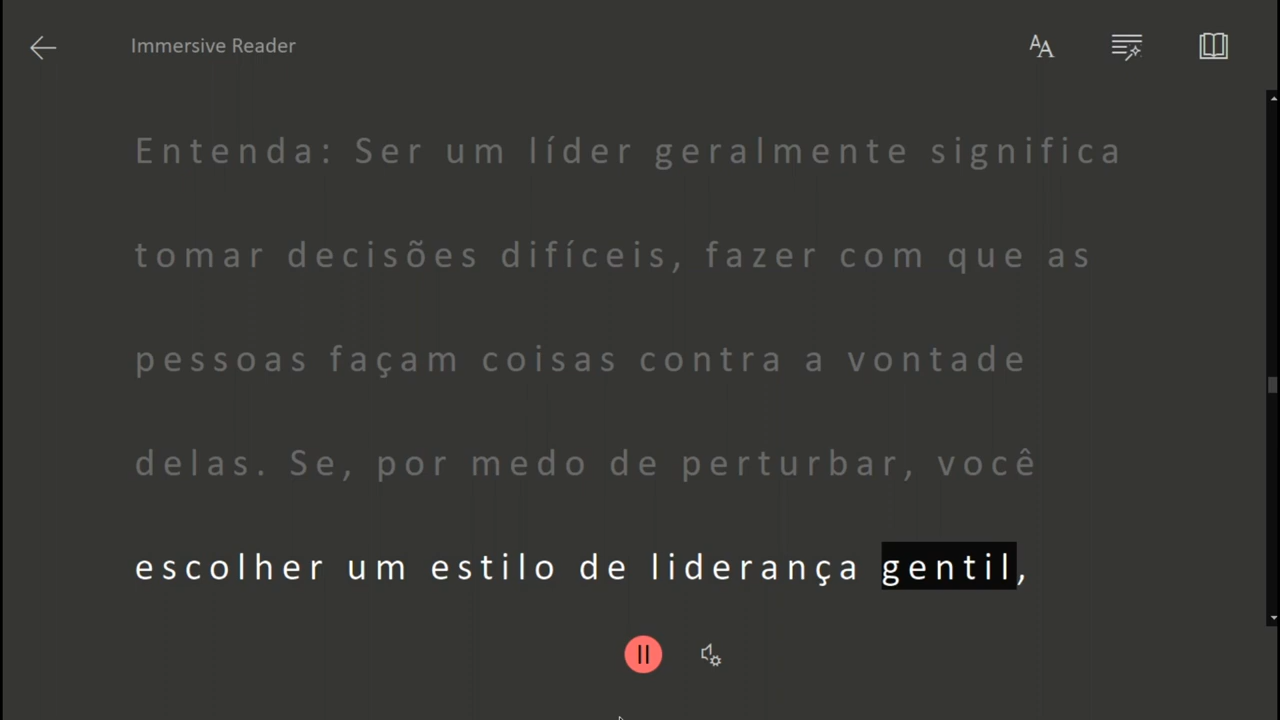 Immersive Reader
Entenda: Ser um líder geralmente significa
tomar decisões difíceis, fazer com que as
pessoas façam coisas contra a vontade
delas. Se, por medo de perturbar, você
escolher um estilo de liderança gentil,